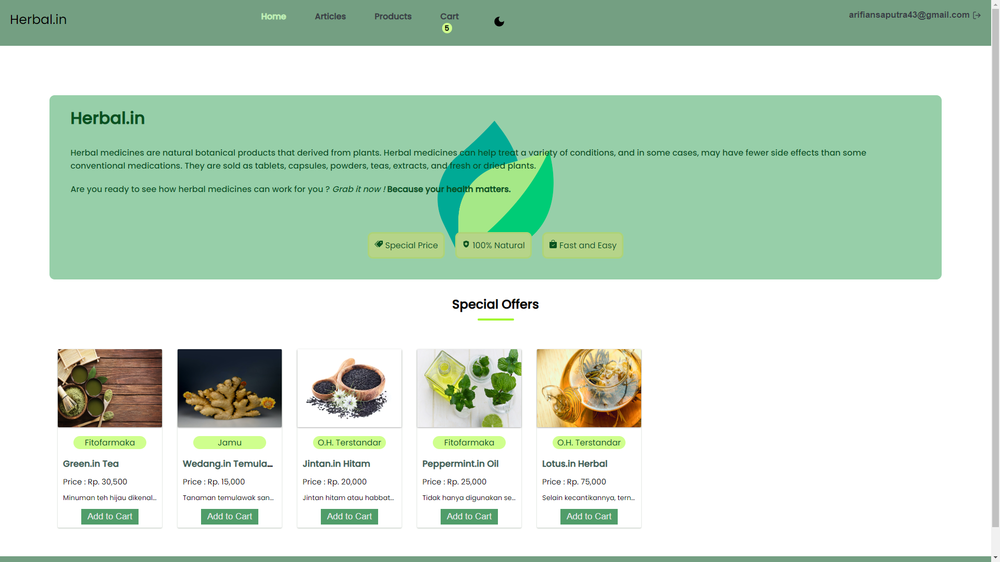 Herbal.in
Home
Articles
Products
Cart
5
arifiansaputra43@gmail.com
Herbal.in
Herbal medicines are natural botanical products that derived from plants. Herbal medicines can help treat a variety of conditions, and in some cases, may have fewer side effects than some
conventional medications. They are sold as tablets, capsules, powders, teas, extracts, and fresh or dried plants.
Are you ready to see how herbal medicines can work for you ? Grab it now ! Because your health matters.
Special Price
100% Natural
Fast and Easy
Special Offers
Fitofarmaka
Green.in Tea
Price : Rp. 30,500
Minuman teh hijau dikenal...
Add to Cart
Jamu
Wedang.in Temula...
Price : Rp. 15,000
Tanaman temulawak san...
Add to Cart
O.H. Terstandar
Jintan.in Hitam
Price : Rp. 20,000
Jintan hitam atau habbat...
Add to Cart
Fitofarmaka
Peppermint.in Oil
Price : Rp. 25,000
Tidak hanya digunakan se...
Add to Cart
O.H. Terstandar
Lotus.in Herbal
Price : Rp. 75,000
Selain kecantikannya, tern...
Add to Cart